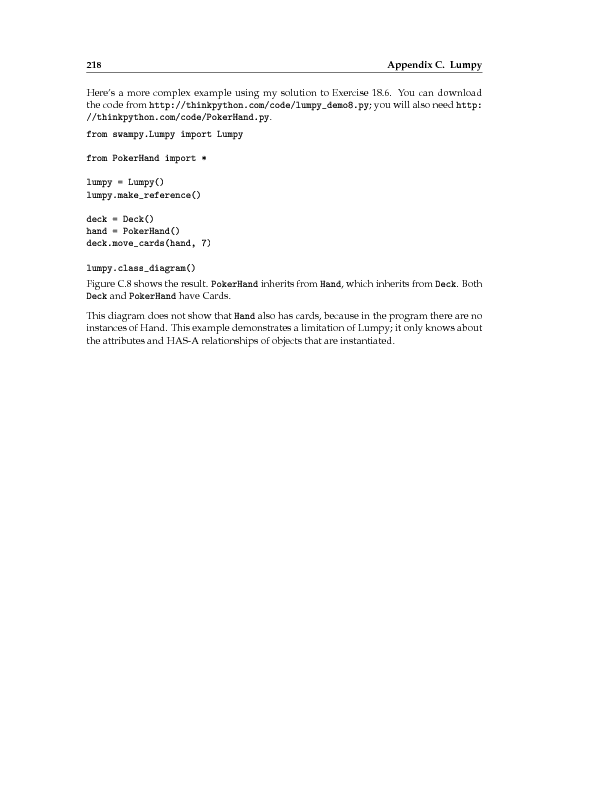 218 Appendix C. Lumpy
Here's a more complex example using my solution to Exercise 18.6. You can download
the code from http://thinkpython.com/code/lumpy_demo8.py; you will also need http:
//thinkpython.com/code/PokerHand.py.
from swampy.Lumpy import Lumpy
from PokerHand import *
lumpy = Lumpy()
lumpy.make_reference()
deck = Deck()
hand = PokerHand()
deck.move_cards(hand, 7)
lumpy.class_diagram()
Figure C.8 shows the result. PokerHand inherits from Hand, which inherits from Deck. Both
Deck and PokerHand have Cards.
This diagram does not show that Hand also has cards, because in the program there are no
instances of Hand. This example demonstrates a limitation of Lumpy; it only knows about
the attributes and HAS-A relationships of objects that are instantiated.